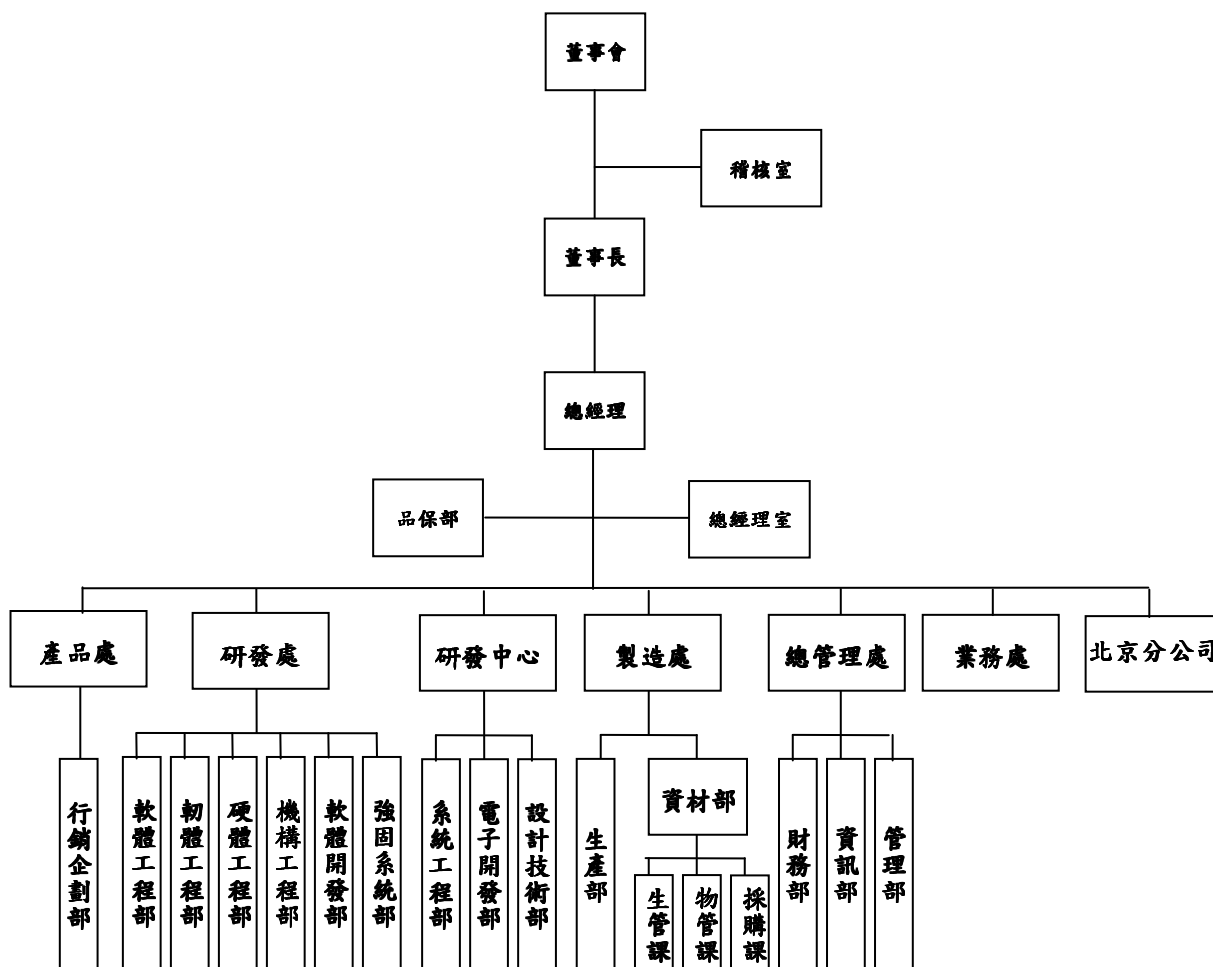 董事會
稽核室
董事長
總經理
品保部
總經理室
產品處
研發處
研發中心
製造處
總管理處
業務處
北京分公司
行銷企劃部
軟體工程部
韌體工程部
硬體工程部
機構工程部
軟體開發部
強固系統部
系統工程部
電子開發部
設計技術部
生產部
資材部
生管課
物管課
採購課
財務部
資訊部
管理部